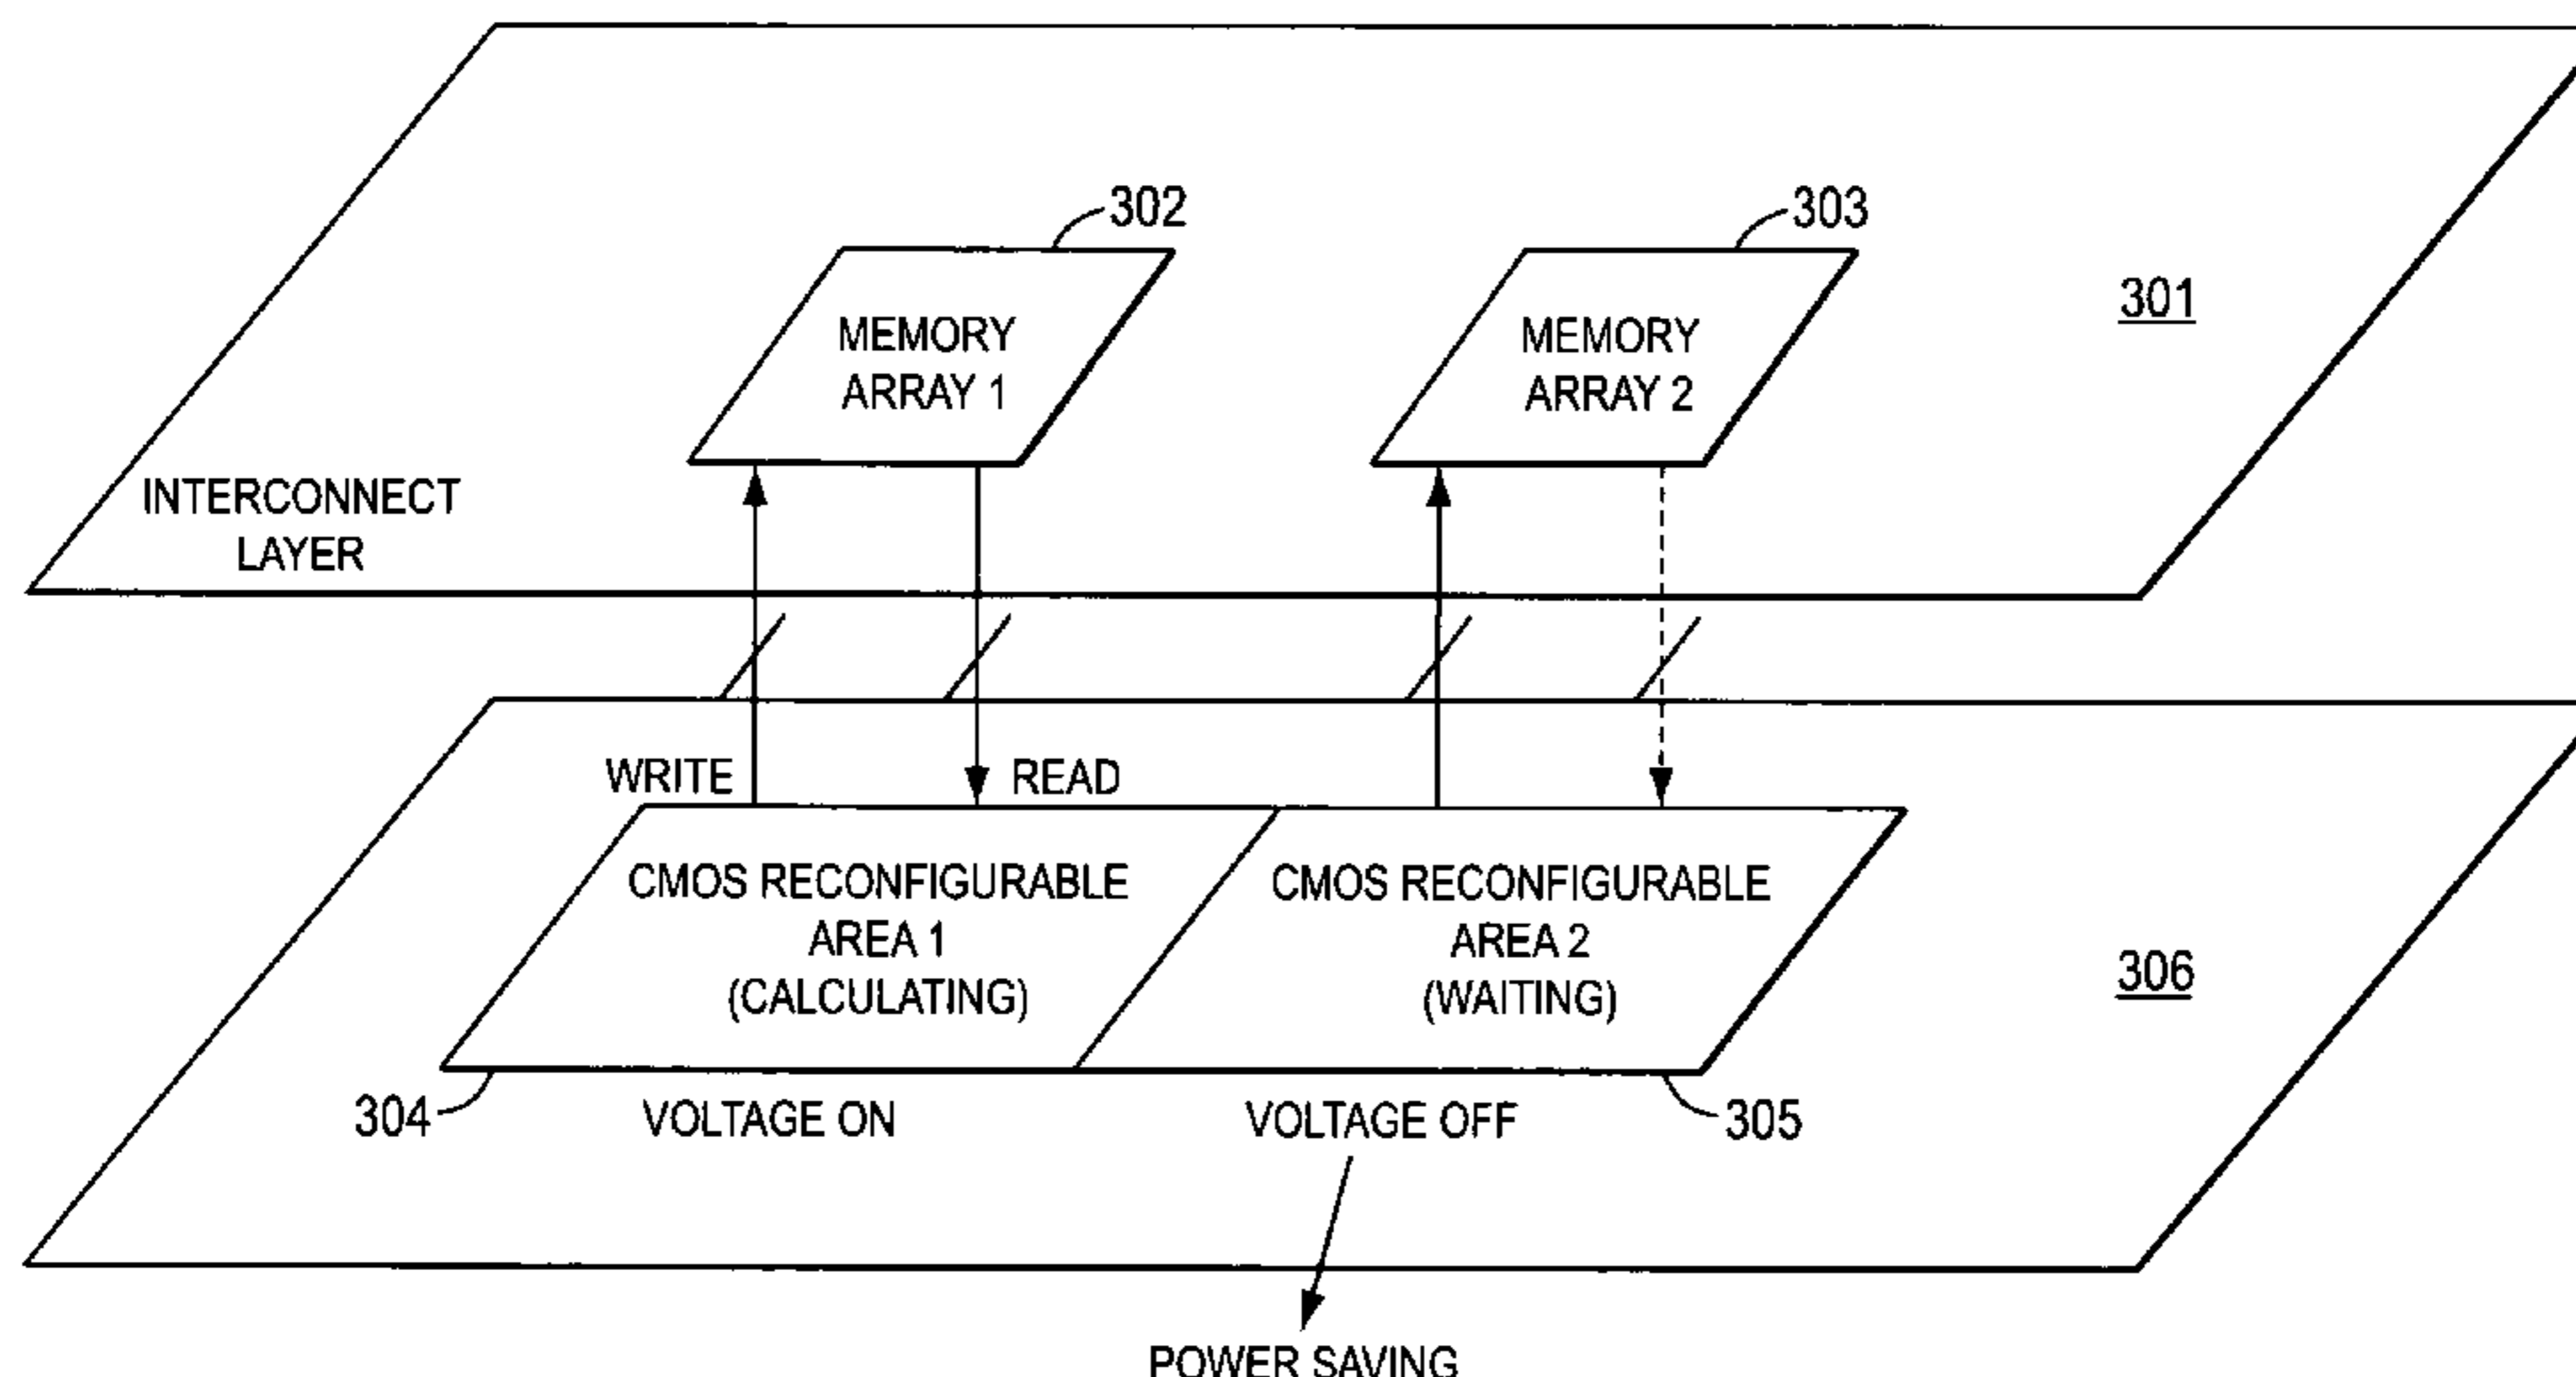 302
303
301
MEMORY
ARRAY 1
MEMORY
ARRAY 2
INTERCONNECT
LAYER
WRITE
READ
CMOS RECONFIGURABLE
AREA 1
(CALCULATING)
CMOS RECONFIGURABLE
AREA 2
(WAITING)
306
304
VOLTAGE ON
VOLTAGE OFF
305
POWER SAVING